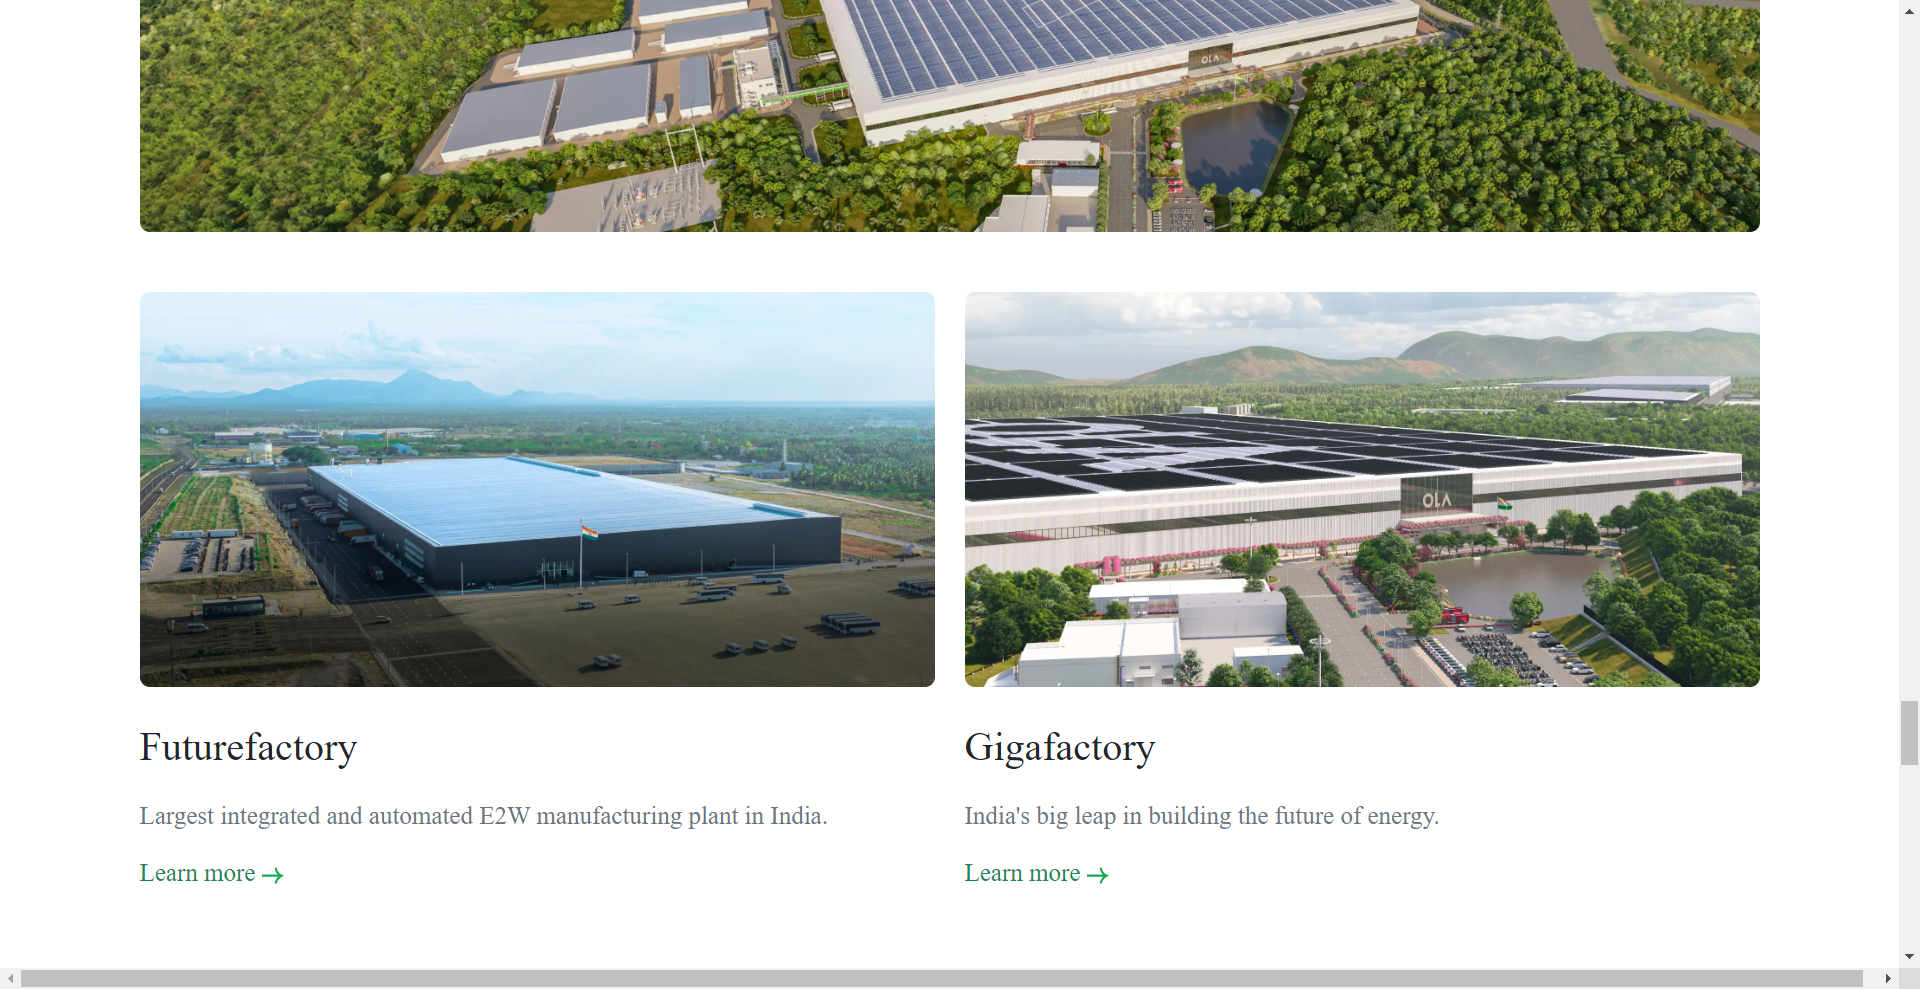 OLA
OLA
Futurefactory
Gigafactory
Largest integrated and automated E2W manufacturing plant in India.
India's big leap in building the future of energy.
Learn more →
Learn more →